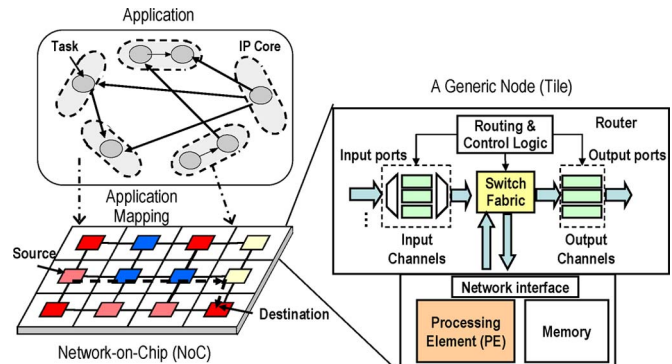 Application
Task
IP Core
Application
Mapping
Source
Destination
Network-on-Chip (NoC)
A Generic Node (Tile)
Routing &
Control Logic
Router
Input ports
Output ports
Switch
Fabric
Input
Channels
Output
Channels
Network interface
Processing
Element (PE)
Memory